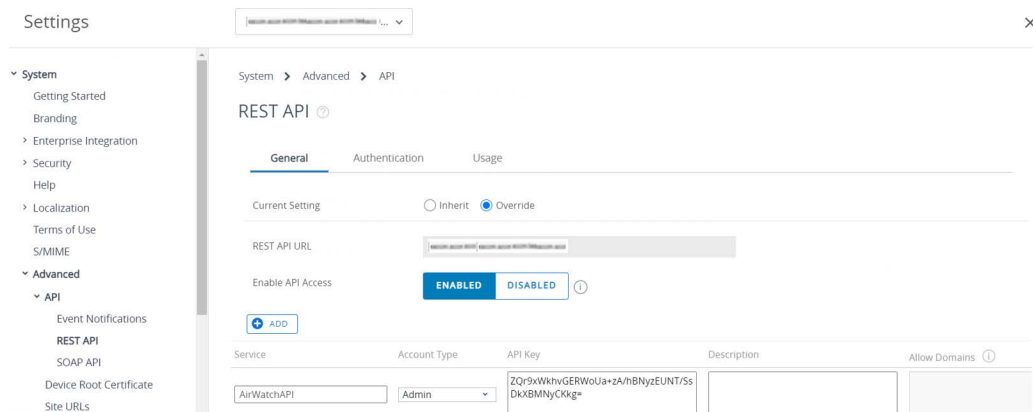 Settings
System
Getting Started
Branding
Enterprise Integration
Security
Help
Localization
Terms of Use
S/MIME
Advanced
API
Event Notifications
REST API
SOAP API
Device Root Certificate
Site URLs
System > Advanced > API
REST API
General Authentication Usage
Current Setting Inherit Override
REST API URL
Enable API Access ENABLED DISABLED
ADD
Service Account Type API Key Description Allow Domains
AirWatchAPI Admin ZQr9xWkhvGERWoUa+zA/hBNyzEUNT/Ss
DkXBMNyCKkg=